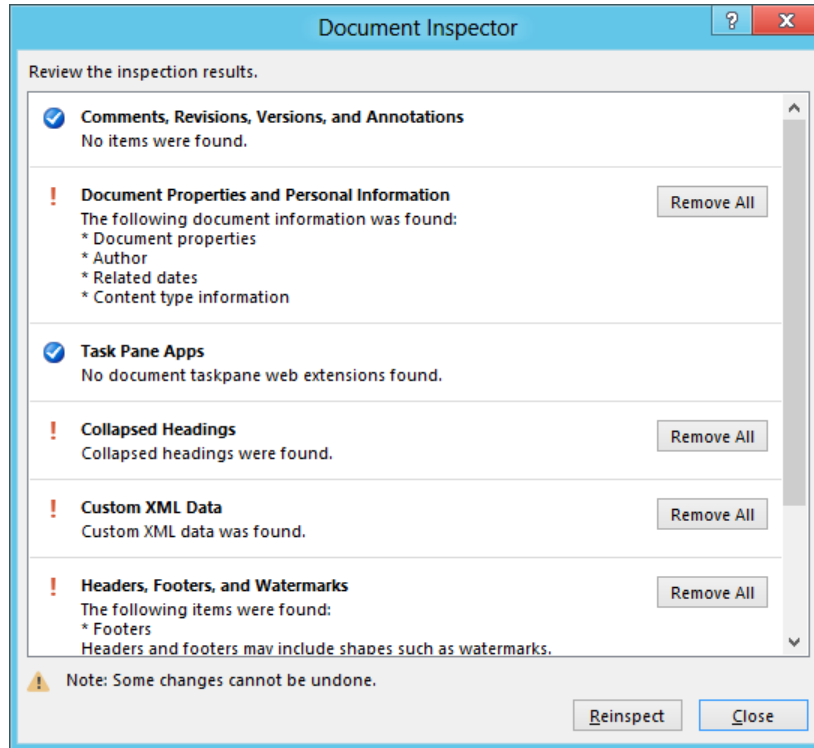 Document Inspector
?
x
Review the inspection results.
Comments, Revisions, Versions, and Annotations
No items were found.
! Document Properties and Personal Information
Remove All
The following document information was found:
* Document properties
* Author
* Related dates
* Content type information
Task Pane Apps
No document taskpane web extensions found.
! Collapsed Headings
Remove All
Collapsed headings were found.
! Custom XML Data
Remove All
Custom XML data was found.
! Headers, Footers, and Watermarks
Remove All
The following items were found:
* Footers
Headers and footers may include shapes such as watermarks.
! Note: Some changes cannot be undone.
Reinspect
Close